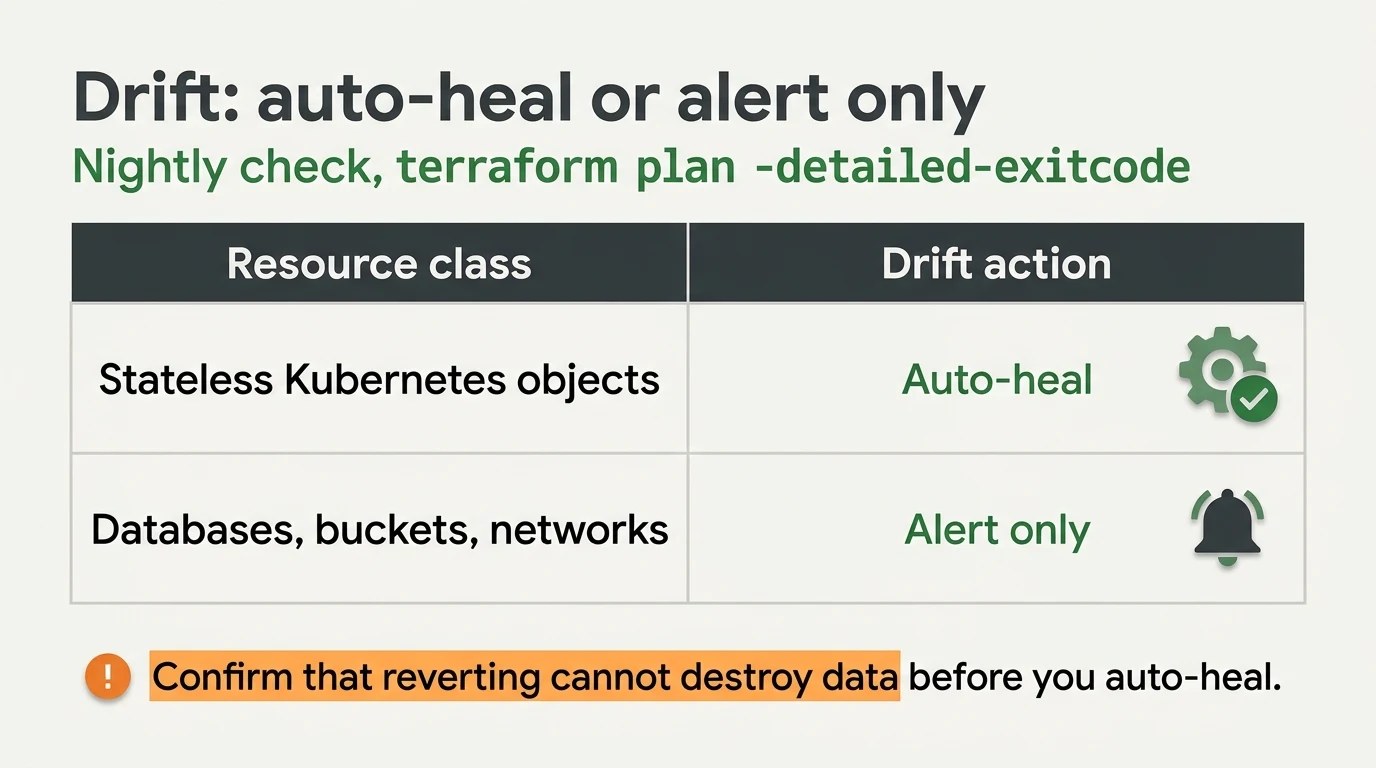 Drift: auto-heal or alert only
Nightly check, terraform plan -detailed-exitcode
Resource class
Drift action
Stateless Kubernetes objects
Auto-heal
Databases, buckets, networks
Alert only
! Confirm that reverting cannot destroy data before you auto-heal.